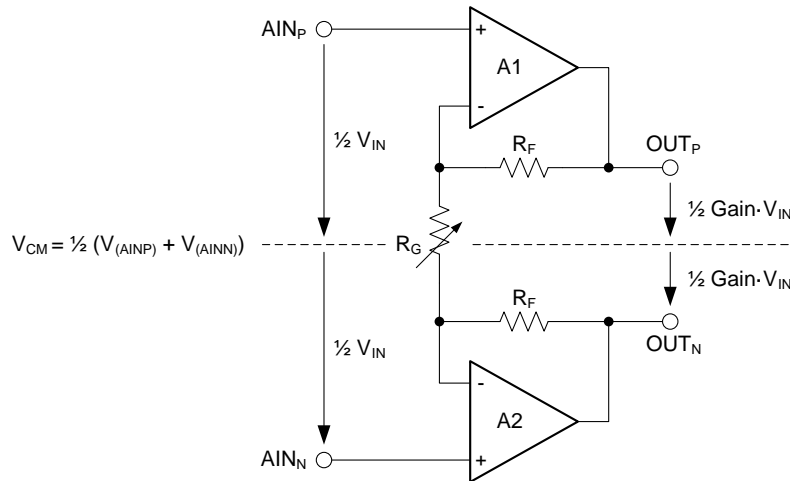 AINP
+
A1
-
½ VIN
RF
OUTP
½ Gain·VIN
VCM = ½ (V(AINP) + V(AINN))
RG
½ Gain·VIN
RF
½ VIN
OUTN
-
A2
AINN
+